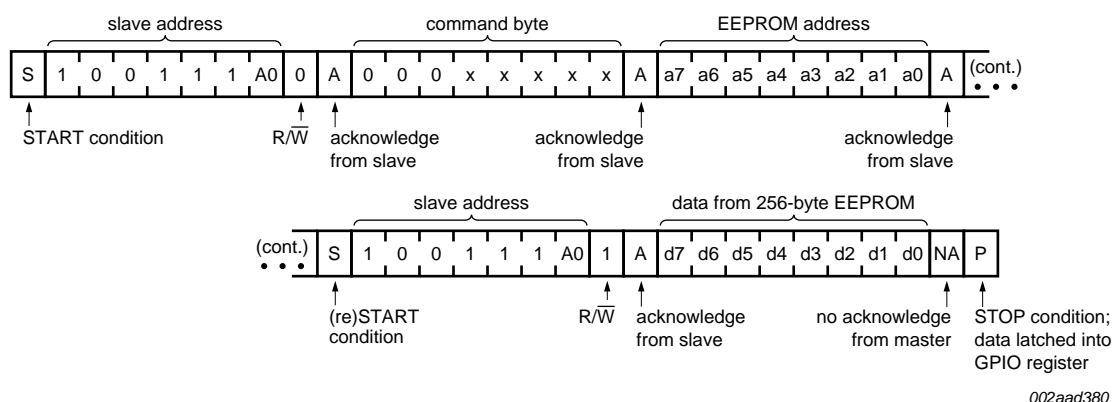 slave address command byte EEPROM address
S 1 0 0 1 1 1 A0 0 A 0 0 0 x x x x x A a7 a6 a5 a4 a3 a2 a1 a0 A (cont.)
START condition R/W̅ acknowledge from slave acknowledge from slave acknowledge from slave
slave address data from 256-byte EEPROM
(cont.) S 1 0 0 1 1 1 A0 1 A d7 d6 d5 d4 d3 d2 d1 d0 NA P
(re)START condition R/W̅ acknowledge from slave no acknowledge from master STOP condition; data latched into GPIO register
002aad380